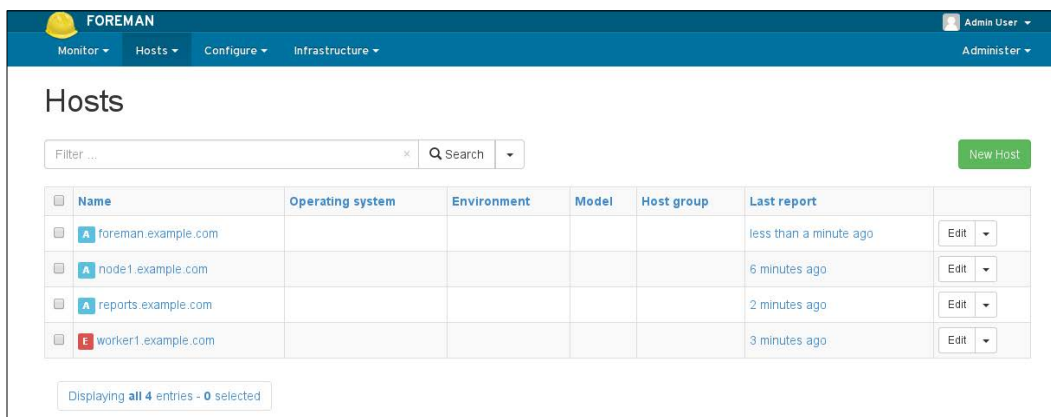 FOREMAN Admin User
Monitor Hosts Configure Infrastructure Administer
Hosts
Filter ... × Search New Host
Name Operating system Environment Model Host group Last report
A foreman.example.com less than a minute ago Edit
A node1.example.com 6 minutes ago Edit
A reports.example.com 2 minutes ago Edit
E worker1.example.com 3 minutes ago Edit
Displaying all 4 entries - 0 selected